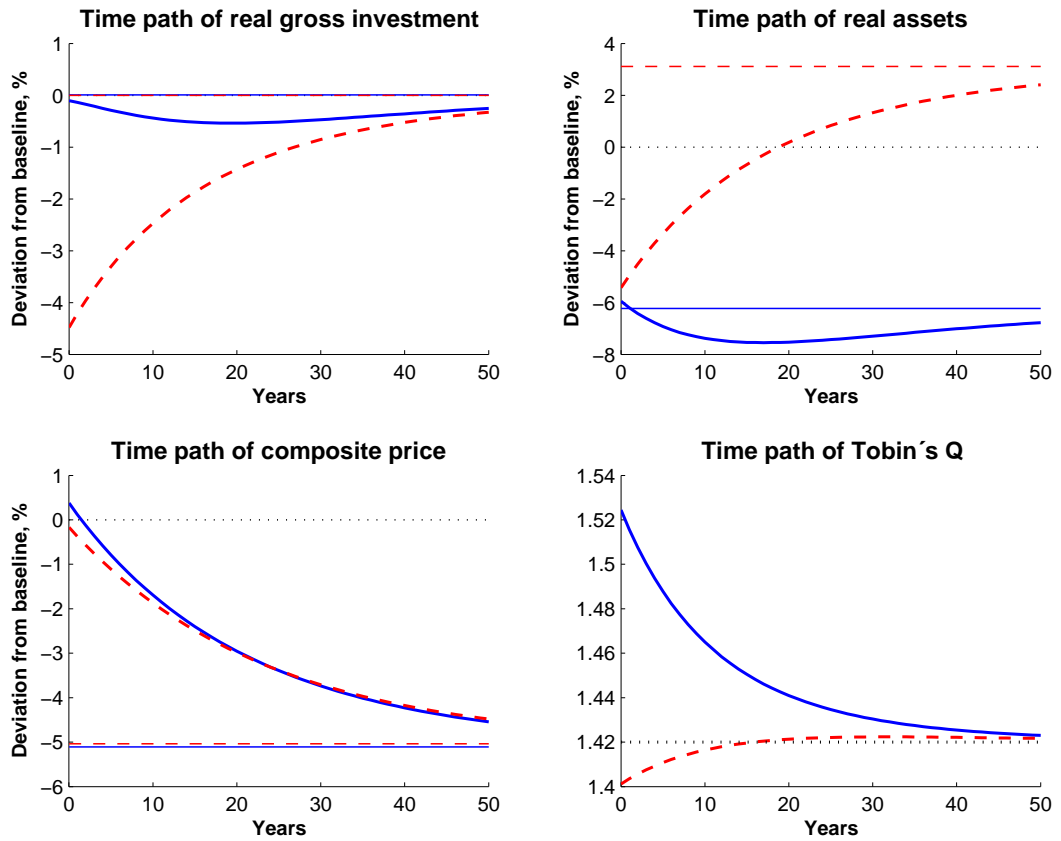 Time path of real gross investment
Deviation from baseline, %
1
0
−1
−2
−3
−4
−5
0 10 20 30 40 50
Years
Time path of real assets
Deviation from baseline, %
4
2
0
−2
−4
−6
−8
0 10 20 30 40 50
Years
Time path of composite price
Deviation from baseline, %
1
0
−1
−2
−3
−4
−5
−6
0 10 20 30 40 50
Years
Time path of Tobin´s Q
1.54
1.52
1.5
1.48
1.46
1.44
1.42
1.4
0 10 20 30 40 50
Years